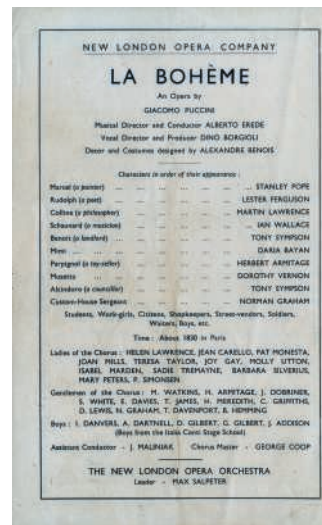 NEW LONDON OPERA COMPANY
LA BOHÈME
An Opera by
GIACOMO PUCCINI
Musical Director and Conductor ALBERTO EREDE
Vocal Director and Producer DINO BORGIOLI
Decor and Costumes designed by ALEXANDRE BENOIS
Characters in order of their appearance :
Marcel (a painter) ... ... ... ... ... ... STANLEY POPE
Rudolph (a poet) ... ... ... ... ... LESTER FERGUSON
Colline (a philosopher) ... ... ... ... MARTIN LAWRENCE
Schaunard (a musician) ... ... ... ... ... IAN WALLACE
Benoit (a landlord) ... ... ... ... ... TONY SYMPSON
Mimi ... ... ... ... ... ... DARIA BAYAN
Parpignol (a toy-seller) ... ... ... ... HERBERT ARMITAGE
Musetta ... ... ... ... ... DOROTHY VERNON
Alcindoro (a councillor) ... ... ... ... TONY SYMPSON
Custom-House Sergeant ... ... ... ... NORMAN GRAHAM
Students, Work-girls, Citizens, Shopkeepers, Street-vendors, Soldiers,
Waiters, Boys, etc.
Time : About 1830 in Paris
Ladies of the Chorus : HELEN LAWRENCE, JEAN CARELLO, PAT MONESTA,
JOAN MILLS, TERESA TAYLOR, JOY GAY, MOLLY UTTON,
ISABEL MARDEN, SADIE TREMAYNE, BARBARA SILVERIUS,
MARY PETERS, P. SIMONSEN
Gentlemen of the Chorus : M. WATKINS, H. ARMITAGE, J. DOBRINER,
S. WHITE, E. DAVIES, T. JAMES, H. MEREDITH, C. GRIFFITHS,
D. LEWIS, N. GRAHAM, T. DAVENPORT, B. HEMMING
Boys : I. DANVERS, A. DARTNELL, D. GILBERT, G. GILBERT, J. ADDISON
(Boys from the Italia Conti Stage School)
Assistant Conductor - J. MALINIAK Chorus Master - GEORGE COOP
THE NEW LONDON OPERA ORCHESTRA
Leader - MAX SALPETER